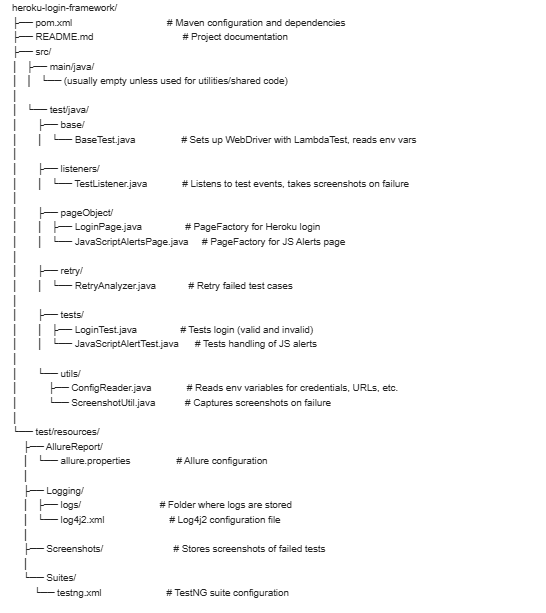 heroku-login-framework/
├── pom.xml # Maven configuration and dependencies
├── README.md # Project documentation
├── src/
│ ├── main/java/
│ │ └── (usually empty unless used for utilities/shared code)
│
│ └── test/java/
│ ├── base/
│ │ └── BaseTest.java # Sets up WebDriver with LambdaTest, reads env vars
│
│ ├── listeners/
│ │ └── TestListener.java # Listens to test events, takes screenshots on failure
│
│ ├── pageObject/
│ │ ├── LoginPage.java # PageFactory for Heroku login
│ │ └── JavaScriptAlertsPage.java # PageFactory for JS Alerts page
│
│ ├── retry/
│ │ └── RetryAnalyzer.java # Retry failed test cases
│
│ ├── tests/
│ │ ├── LoginTest.java # Tests login (valid and invalid)
│ │ └── JavaScriptAlertTest.java # Tests handling of JS alerts
│
│ └── utils/
│ ├── ConfigReader.java # Reads env variables for credentials, URLs, etc.
│ └── ScreenshotUtil.java # Captures screenshots on failure
│
└── test/resources/
├── AllureReport/
│ └── allure.properties # Allure configuration
│
├── Logging/
│ ├── logs/ # Folder where logs are stored
│ └── log4j2.xml # Log4j2 configuration file
│
├── Screenshots/ # Stores screenshots of failed tests
│
└── Suites/
└── testng.xml # TestNG suite configuration